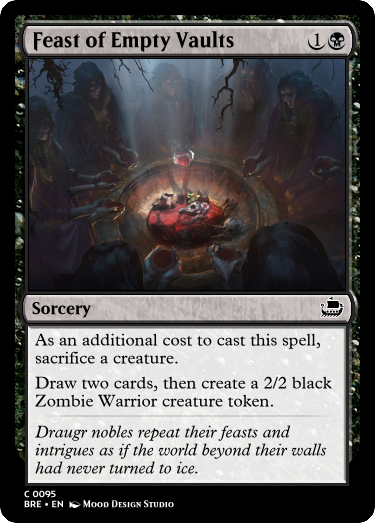 Feast of Empty Vaults 1
Sorcery
As an additional cost to cast this spell,
sacrifice a creature.
Draw two cards, then create a 2/2 black
Zombie Warrior creature token.
Draugr nobles repeat their feasts and
intrigues as if the world beyond their walls
had never turned to ice.
C 0095
BRE • EN Mood Design Studio